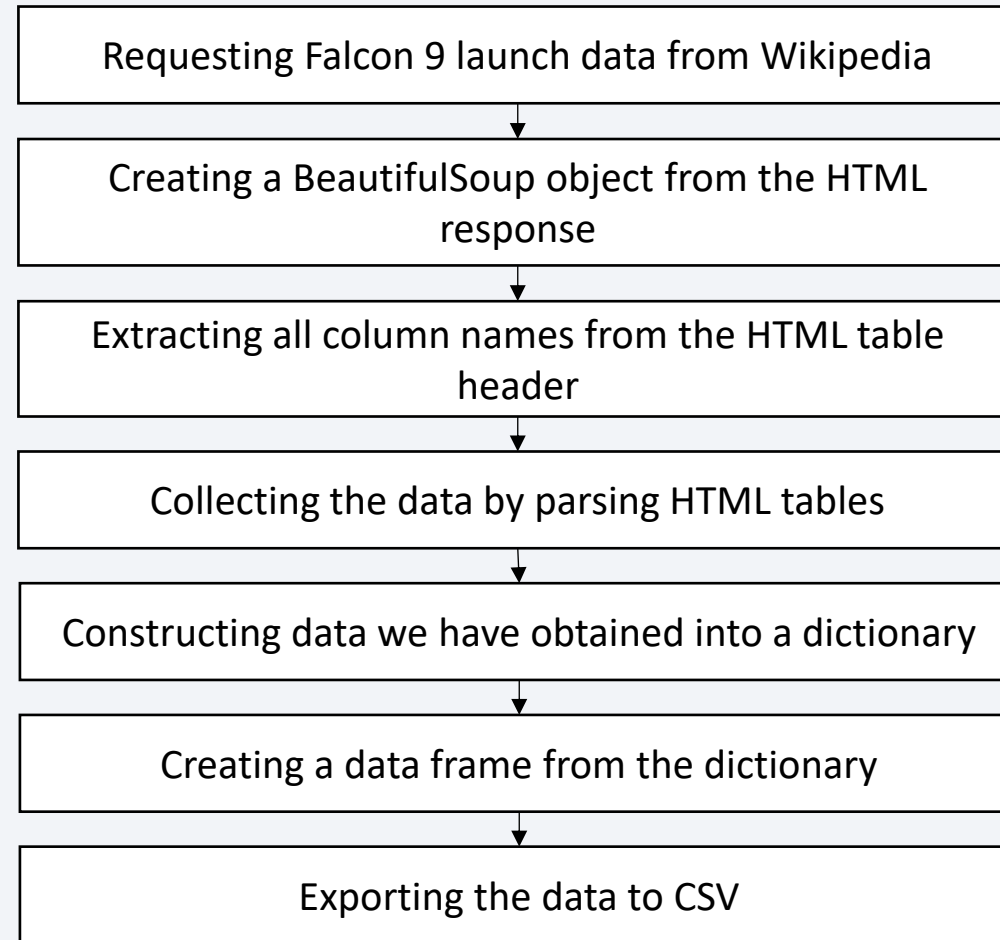 Requesting Falcon 9 launch data from Wikipedia
Creating a BeautifulSoup object from the HTML
response
Extracting all column names from the HTML table
header
Collecting the data by parsing HTML tables
Constructing data we have obtained into a dictionary
Creating a data frame from the dictionary
Exporting the data to CSV